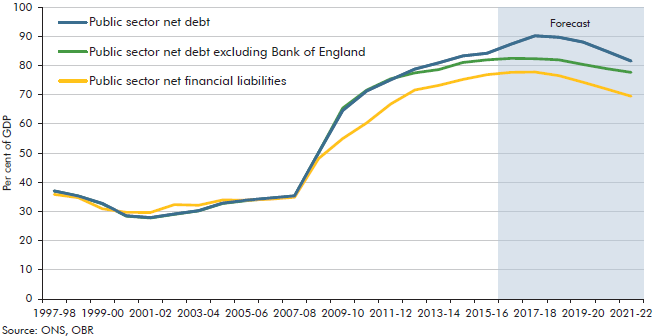 100
90
80
70
60
50
40
30
20
10
0
Per cent of GDP
Public sector net debt
Public sector net debt excluding Bank of England
Public sector net financial liabilities
Forecast
1997-98 1999-00 2001-02 2003-04 2005-06 2007-08 2009-10 2011-12 2013-14 2015-16 2017-18 2019-20 2021-22
Source: ONS, OBR